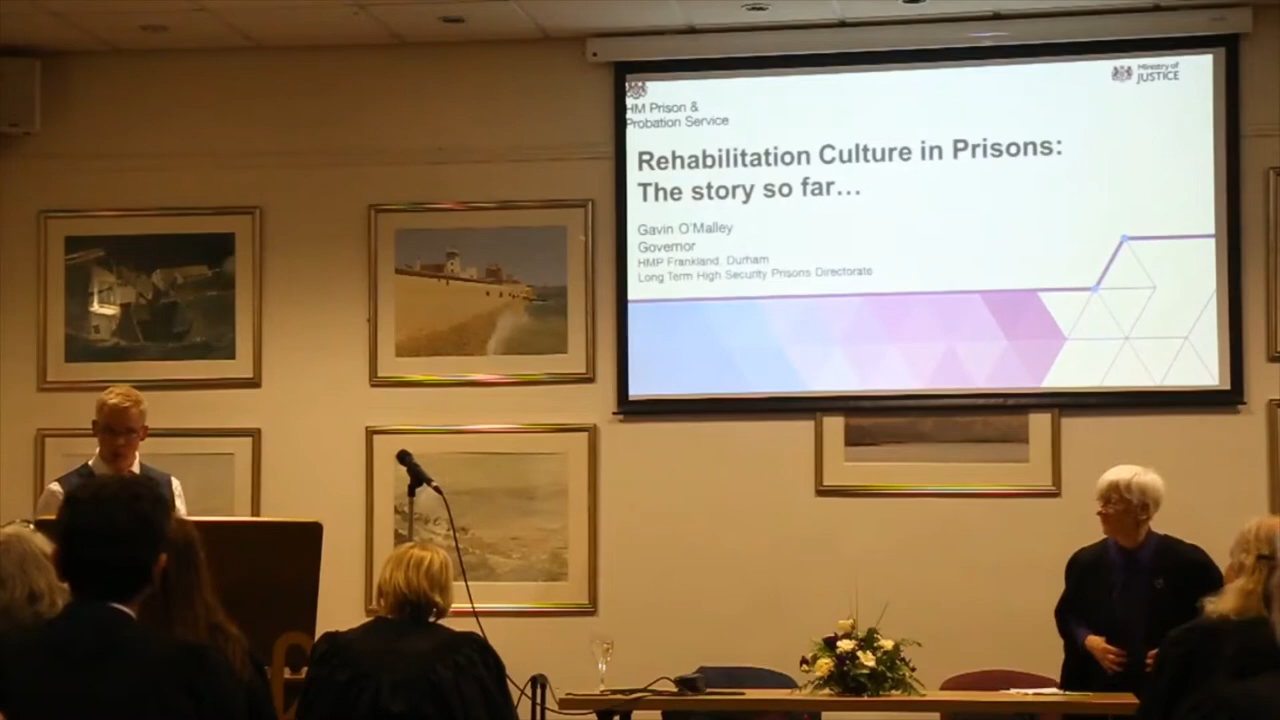 HM Prison &
Probation Service
Ministry of
JUSTICE
Rehabilitation Culture in Prisons:
The story so far…
Gavin O'Malley
Governor
HMP Frankland, Durham
Long Term High Security Prisons Directorate